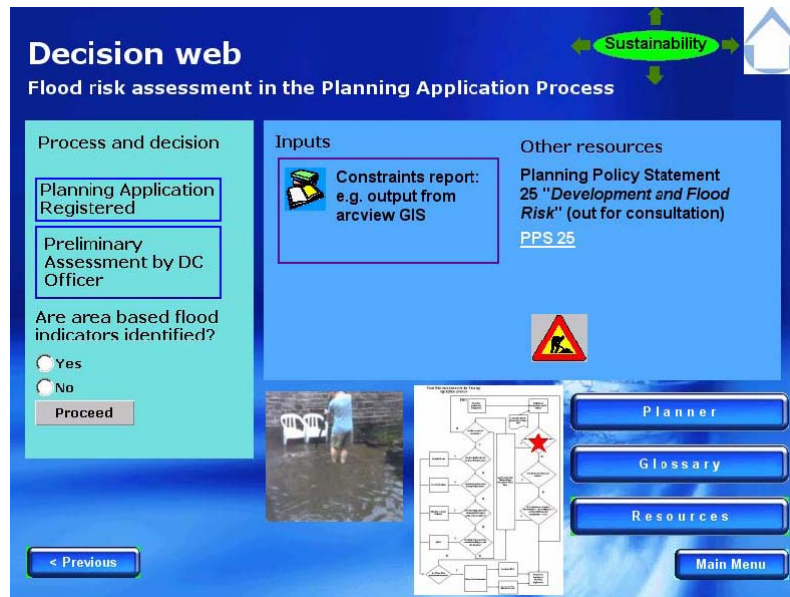 Decision web
Flood risk assessment in the Planning Application Process
Sustainability
Process and decision
Planning Application
Registered
Preliminary
Assessment by DC
Officer
Are area based flood
indicators identified?
Yes
No
Proceed
Inputs
Constraints report:
e.g. output from
arcview GIS
Other resources
Planning Policy Statement
25 "Development and Flood
Risk" (out for consultation)
PPS 25
Planner
Glossary
Resources
< Previous
Main Menu